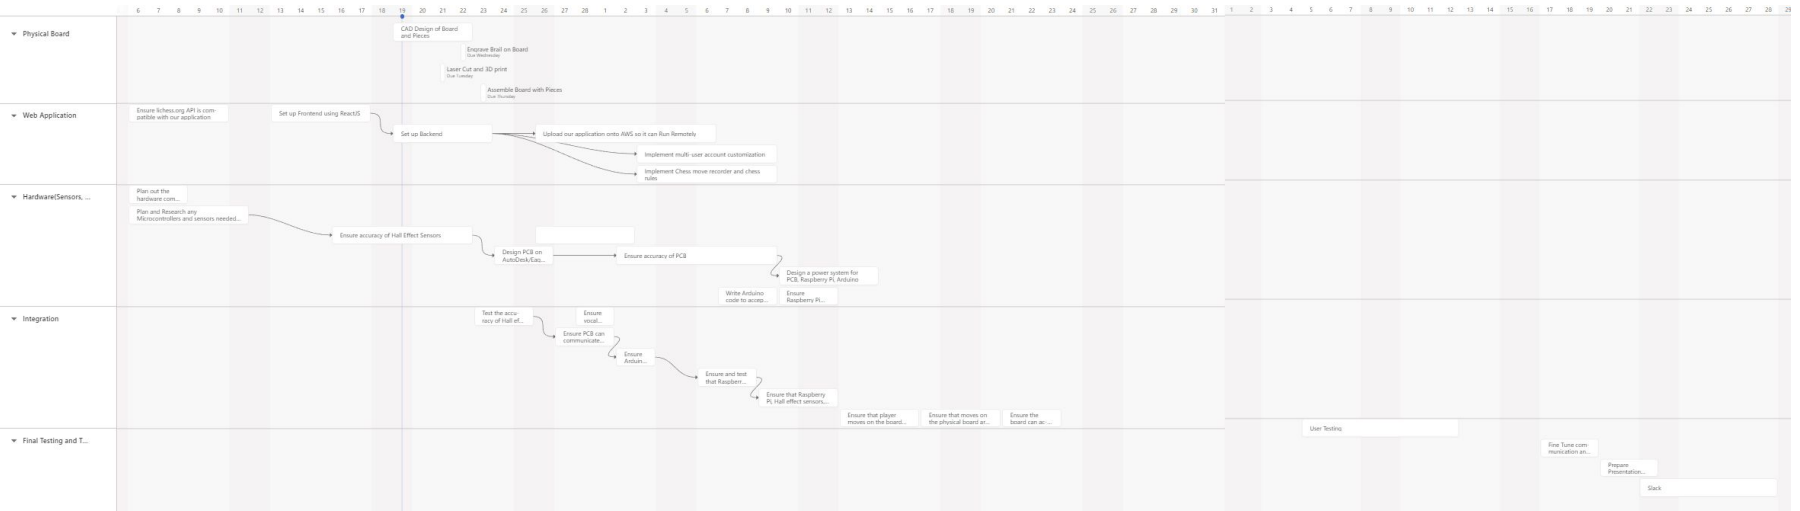 6 7 8 9 10 11 12 13 14 15 16 17 18 19 20 21 22 23 24 25 26 27 28 1 2 3 4 5 6 7 8 9 10 11 12 13 14 15 16 17 18 19 20 21 22 23 24 25 26 27 28 29 30 31 1 2 3 4 5 6 7 8 9 10 11 12 13 14 15 16 17 18 19 20 21 22 23 24 25 26 27 28 29
Physical Board
CAD Design of Board
and Pieces
Engrave Brail on Board
Due Wednesday
Laser Cut and 3D print
Due Tuesday
Assemble Board with Pieces
Due Thursday
Web Application
Ensure lichess.org API is com-
patible with our application
Set up Frontend using ReactJS
Set up Backend
Upload our application onto AWS so it can Run Remotely
Implement multi-user account customization
Implement Chess move recorder and chess
rules
Hardware(Sensors, ...
Plan out the
hardware com...
Plan and Research any
Microcontrollers and sensors needed...
Ensure accuracy of Hall Effect Sensors
Design PCB on
AutoDesk/Eag...
Ensure accuracy of PCB
Design a power system for
PCB, Raspberry Pi, Arduino
Write Arduino
code to accep...
Ensure
Raspberry Pi...
Integration
Test the accu-
racy of Hall ef...
Ensure
vocal...
Ensure PCB can
communicate...
Ensure
Arduin...
Ensure and test
that Raspberr...
Ensure that Raspberry
Pi, Hall effect sensors,...
Ensure that player
moves on the board...
Ensure that moves on
the physical board ar...
Ensure the
board can ac-...
Final Testing and T...
User Testing
Fine Tune com-
munication an...
Prepare
Presentation...
Slack